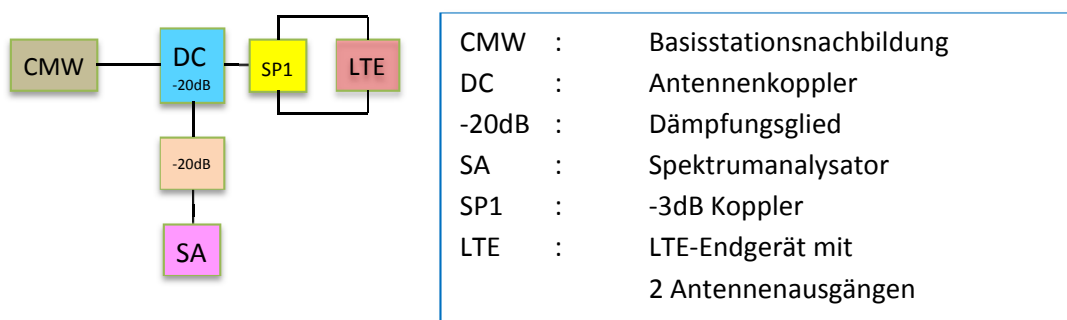 CMW
DC
-20dB
SP1
LTE
-20dB
SA
CMW : Basisstationsnachbildung
DC : Antennenkoppler
-20dB : Dämpfungsglied
SA : Spektrumanalysator
SP1 : -3dB Koppler
LTE : LTE-Endgerät mit
2 Antennenausgängen